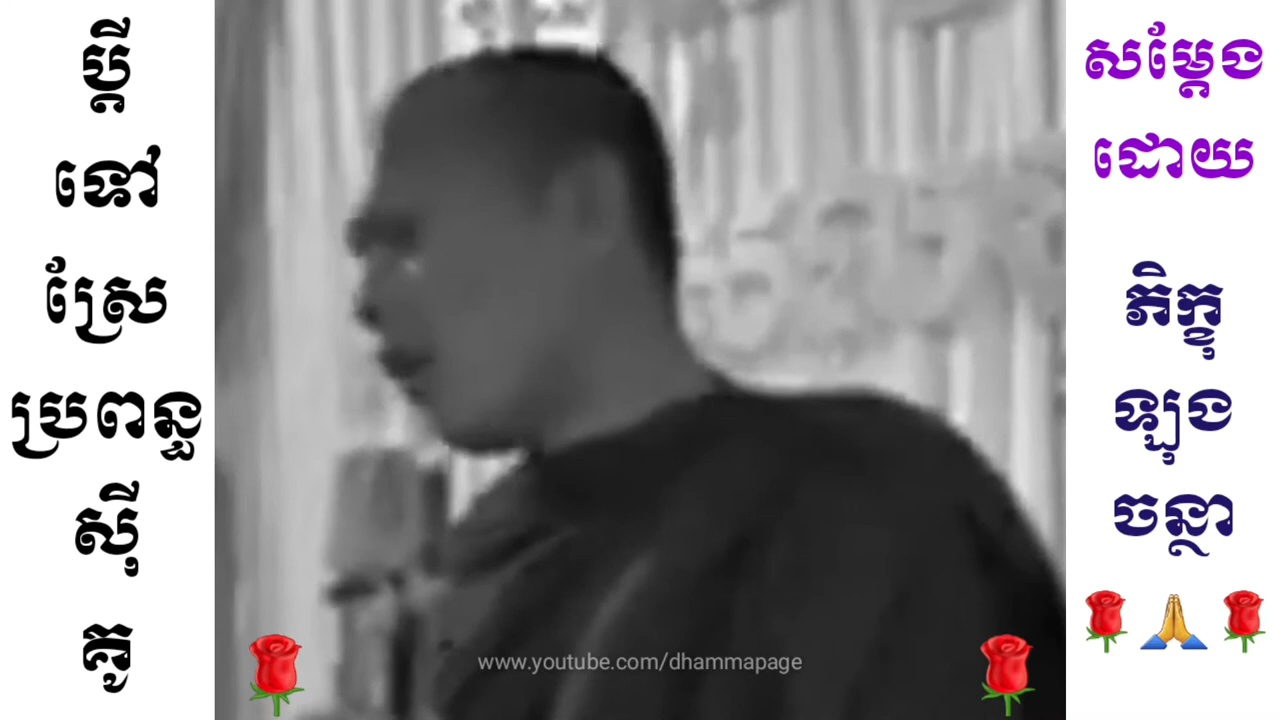 ប្ដី
ទៅ
ស្រែ
ប្រពន្ធ
ស៊ី
គូ
សម្ដែង
ដោយ
ភិក្ខុ
ឡុង
ចន្ថា
www.youtube.com/dhammapage